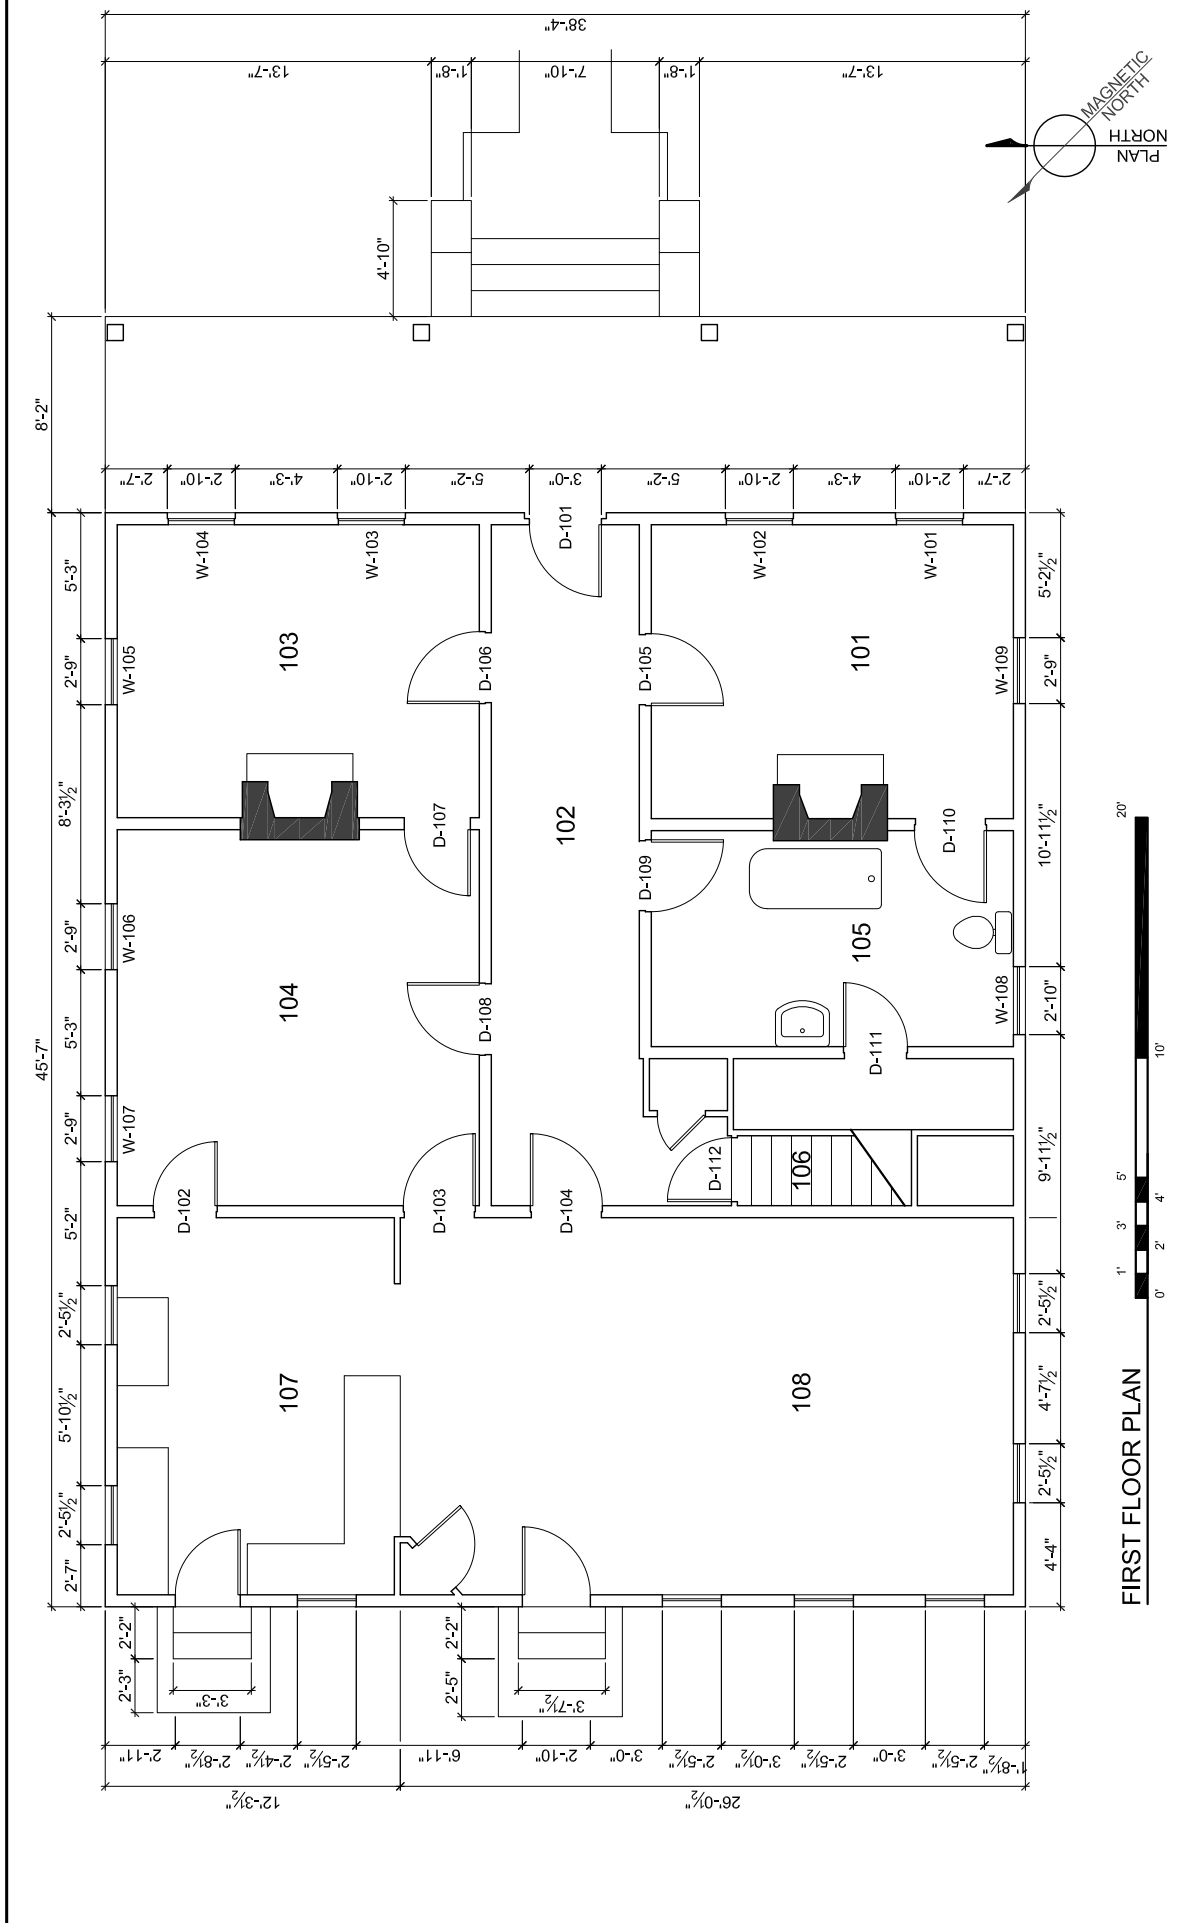 38'-4"
13'-7"
1'-8"
7'-10"
1'-8"
13'-7"
MAGNETIC
NORTH
PLAN
NORTH
4'-10"
8'-2"
45'-7"
2'-7"
2'-10"
4'-3"
2'-10"
5'-2"
3'-0"
5'-2"
2'-10"
4'-3"
2'-10"
2'-7"
W-104
W-103
D-101
W-102
W-101
5'-3"
2'-9"
8'-3½"
2'-9"
5'-3"
2'-9"
5'-2"
2'-5½"
5'-10½"
2'-5½"
2'-7"
5'-2½"
2'-9"
10'-11½"
2'-10"
9'-11½"
2'-5½"
4'-7½"
2'-5½"
4'-4"
W-105
103
D-106
D-105
101
W-109
D-107
102
D-110
D-109
W-106
105
104
D-108
W-108
D-111
W-107
D-112
106
D-102
D-103
D-104
107
108
2'-2"
2'-3"
3'-3"
2'-2"
2'-5"
3'-7½"
2'-11"
2'-8½"
2'-4½"
2'-5½"
6'-11"
2'-10"
3'-0"
2'-5½"
3'-0½"
2'-5½"
3'-0"
2'-5½"
1'-8½"
12'-3½"
26'-0½"
FIRST FLOOR PLAN
0'
1'
2'
3'
4'
5'
10'
20'